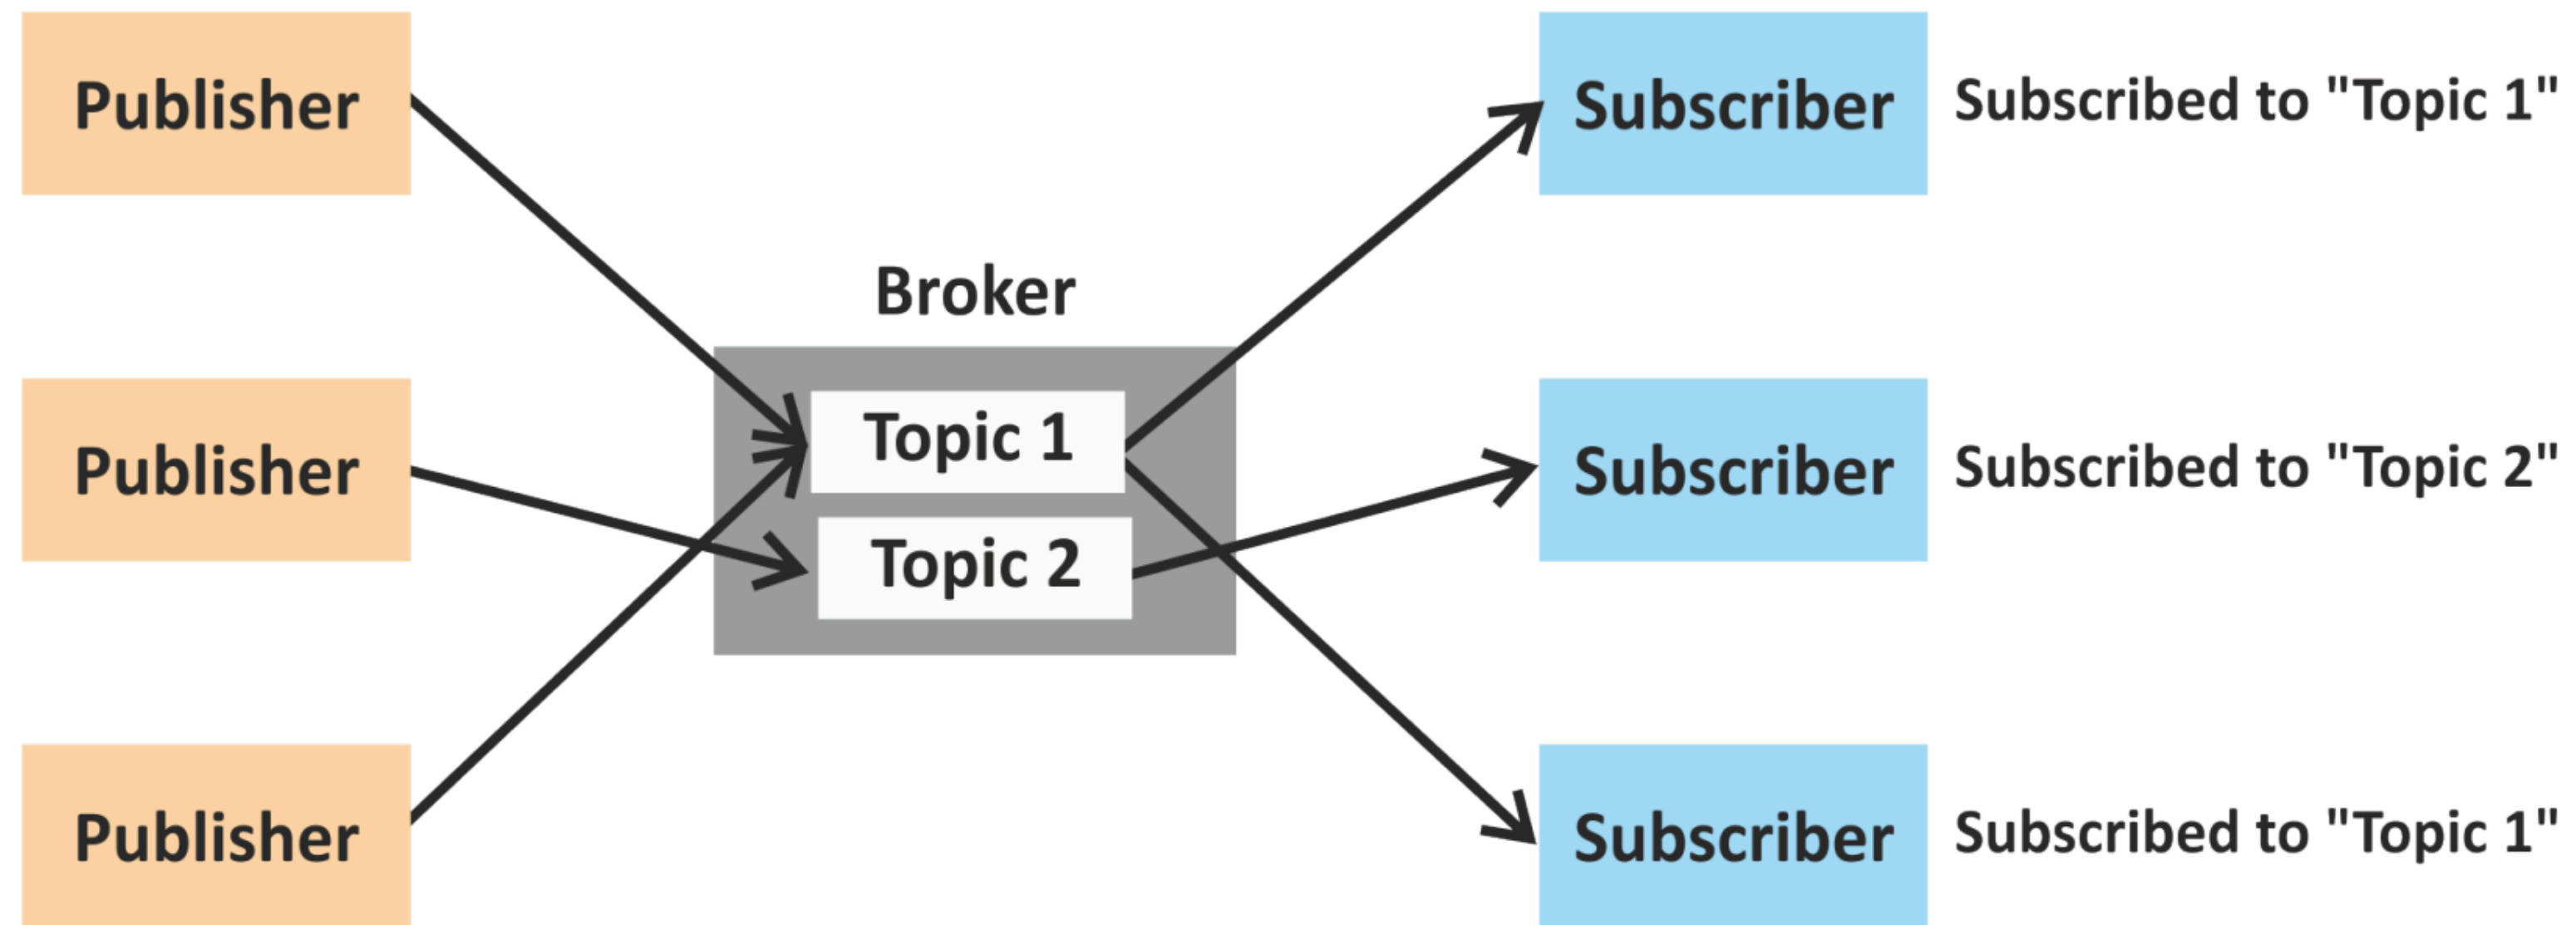 Publisher
Subscriber
Subscribed to "Topic 1"
Broker
Topic 1
Topic 2
Publisher
Subscriber
Subscribed to "Topic 2"
Publisher
Subscriber
Subscribed to "Topic 1"